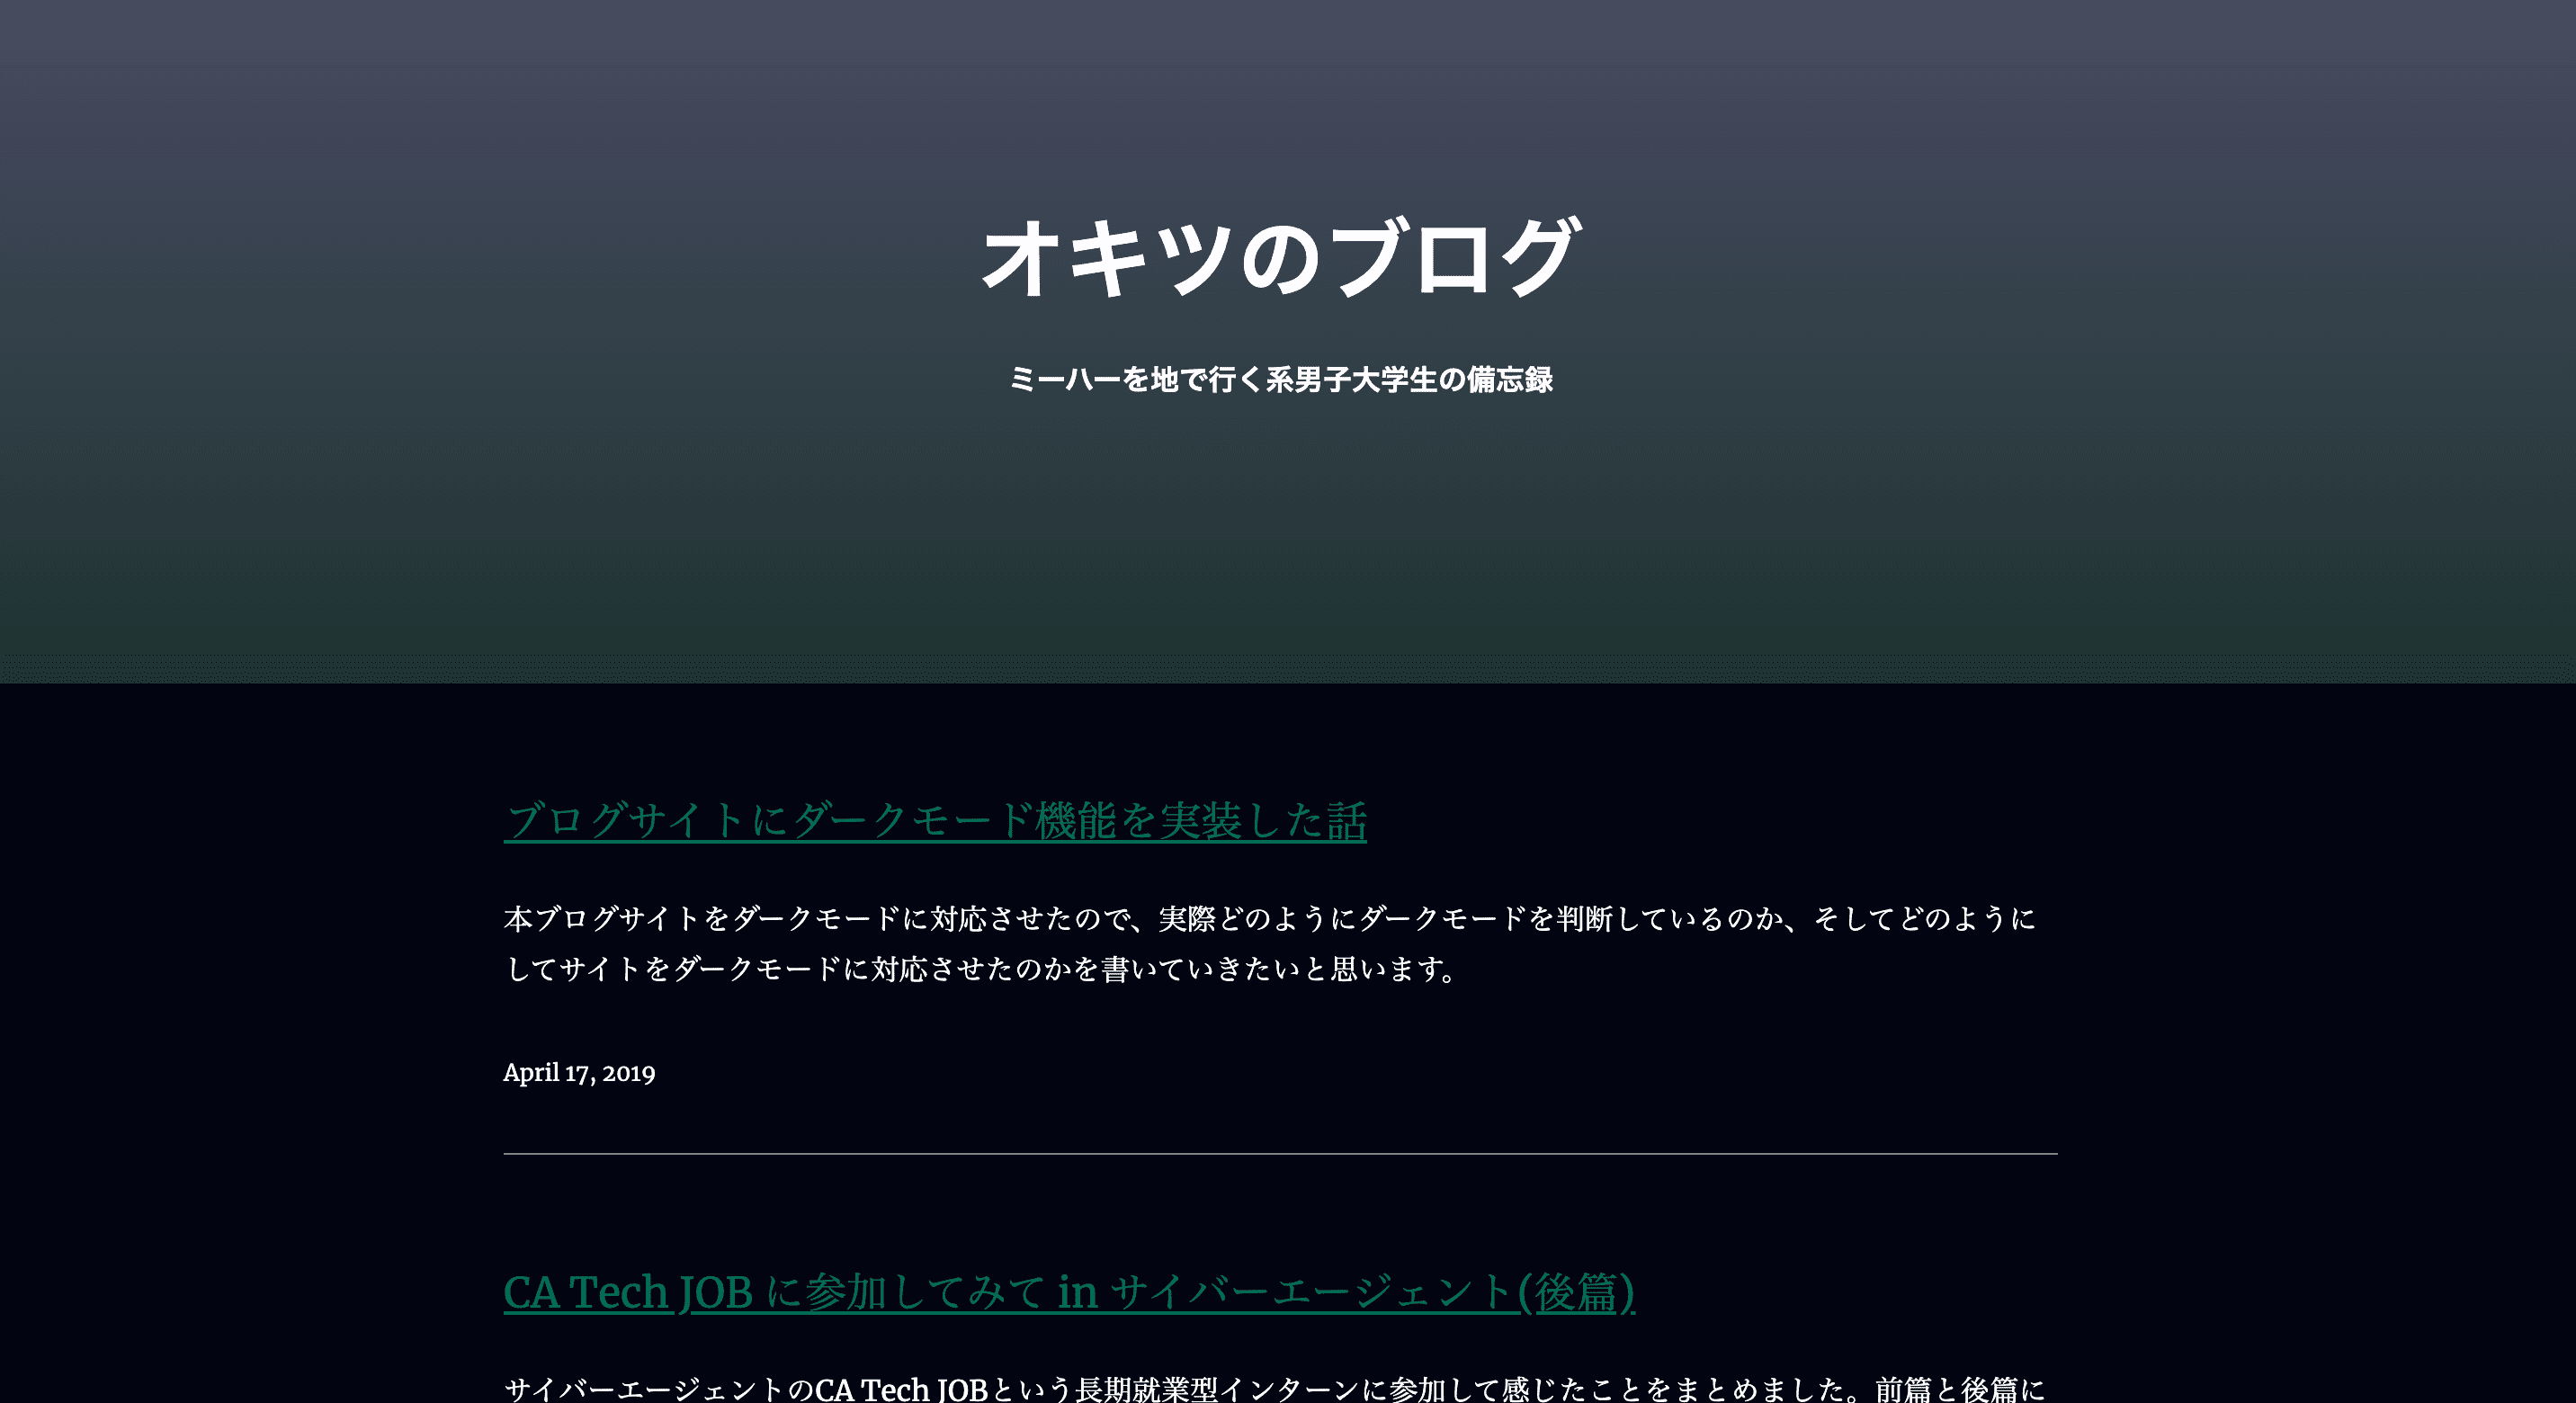 オキツのブログ
ミーハーを地で行く系男子大学生の備忘録
ブログサイトにダークモード機能を実装した話
本ブログサイトをダークモードに対応させたので、実際どのようにダークモードを判断しているのか、そしてどのように
してサイトをダークモードに対応させたのかを書いていきたいと思います。
April 17, 2019
CA Tech JOB に参加してみて in サイバーエージェント(後篇)
サイバーエージェントのCA Tech JOBという長期就業型インターンに参加して感じたことをまとめました。前篇と後篇に